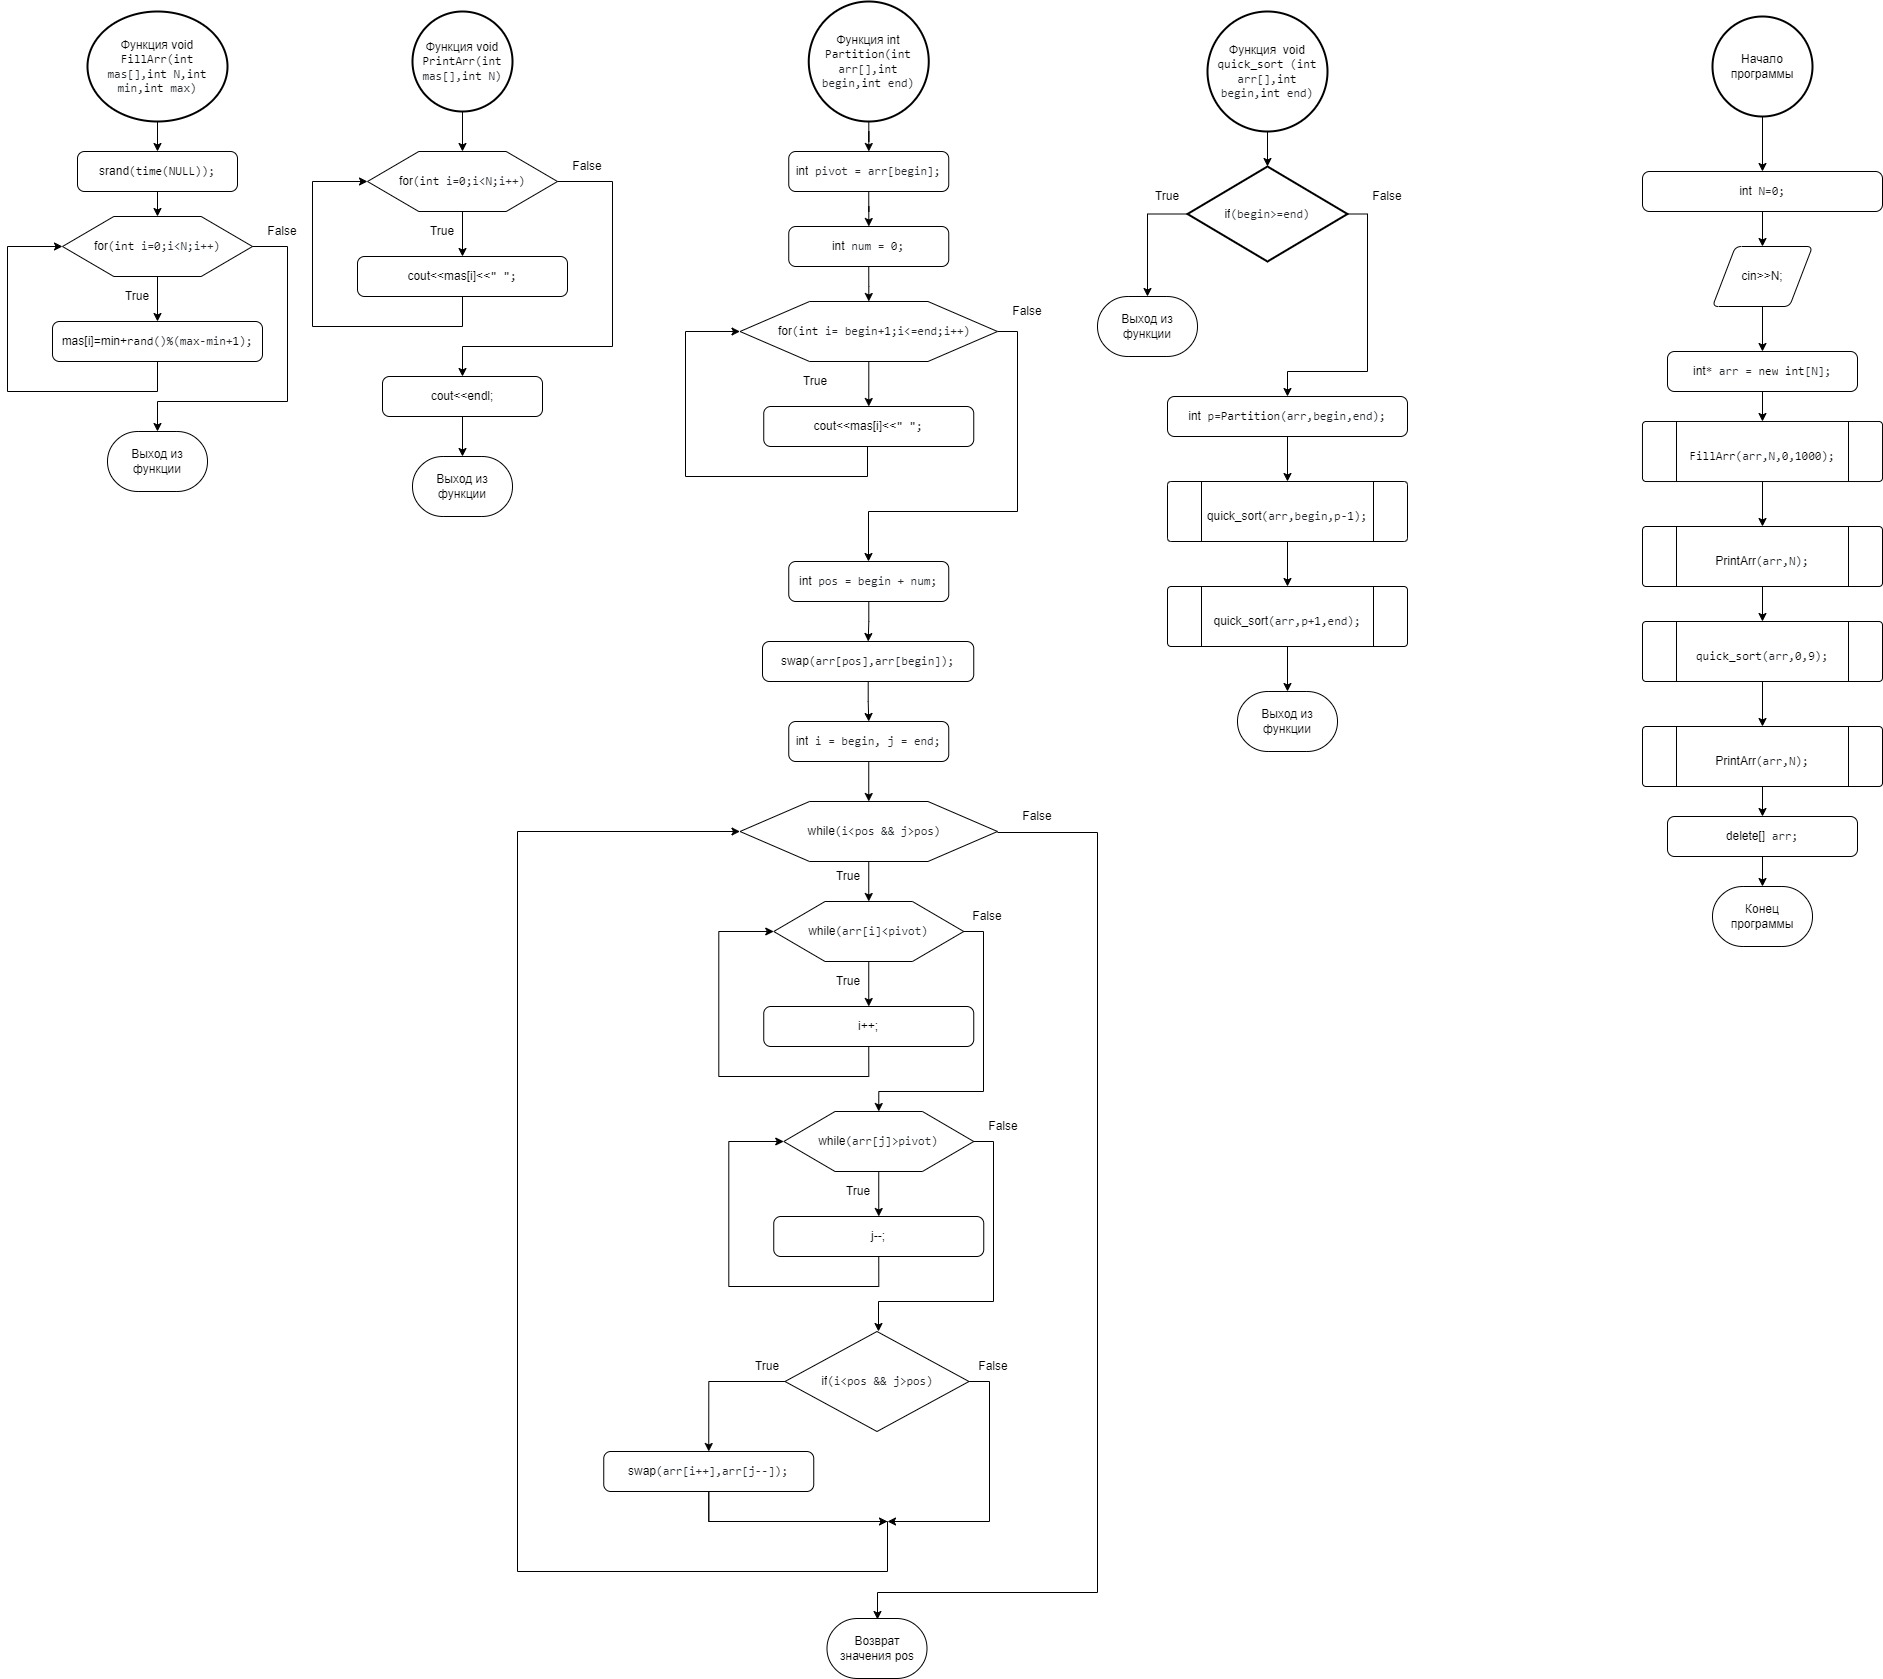 Функция void
FillArr(int
mas[],int N,int
min,int max)
srand(time(NULL));
for(int i=0;i<N;i++)
False
True
mas[i]=min+rand()%(max-min+1);
Выход из
функции
Функция void
PrintArr(int
mas[],int N)
for(int i=0;i<N;i++)
False
True
cout<<mas[i]<<" ";
cout<<endl;
Выход из
функции
Функция int
Partition(int
arr[],int
begin,int end)
int pivot = arr[begin];
int num = 0;
for(int i= begin+1;i<=end;i++)
False
True
cout<<mas[i]<<" ";
int pos = begin + num;
swap(arr[pos],arr[begin]);
int i = begin, j = end;
while(i<pos && j>pos)
False
True
while(arr[i]<pivot)
False
True
i++;
while(arr[j]>pivot)
False
True
j--;
if(i<pos && j>pos)
True
False
swap(arr[i++],arr[j--]);
Возврат
значения pos
Функция void
quick_sort (int
arr[],int
begin,int end)
if(begin>=end)
True
False
Выход из
функции
int p=Partition(arr,begin,end);
quick_sort(arr,begin,p-1);
quick_sort(arr,p+1,end);
Выход из
функции
Начало
программы
int N=0;
cin>>N;
int* arr = new int[N];
FillArr(arr,N,0,1000);
PrintArr(arr,N);
quick_sort(arr,0,9);
PrintArr(arr,N);
delete[] arr;
Конец
программы